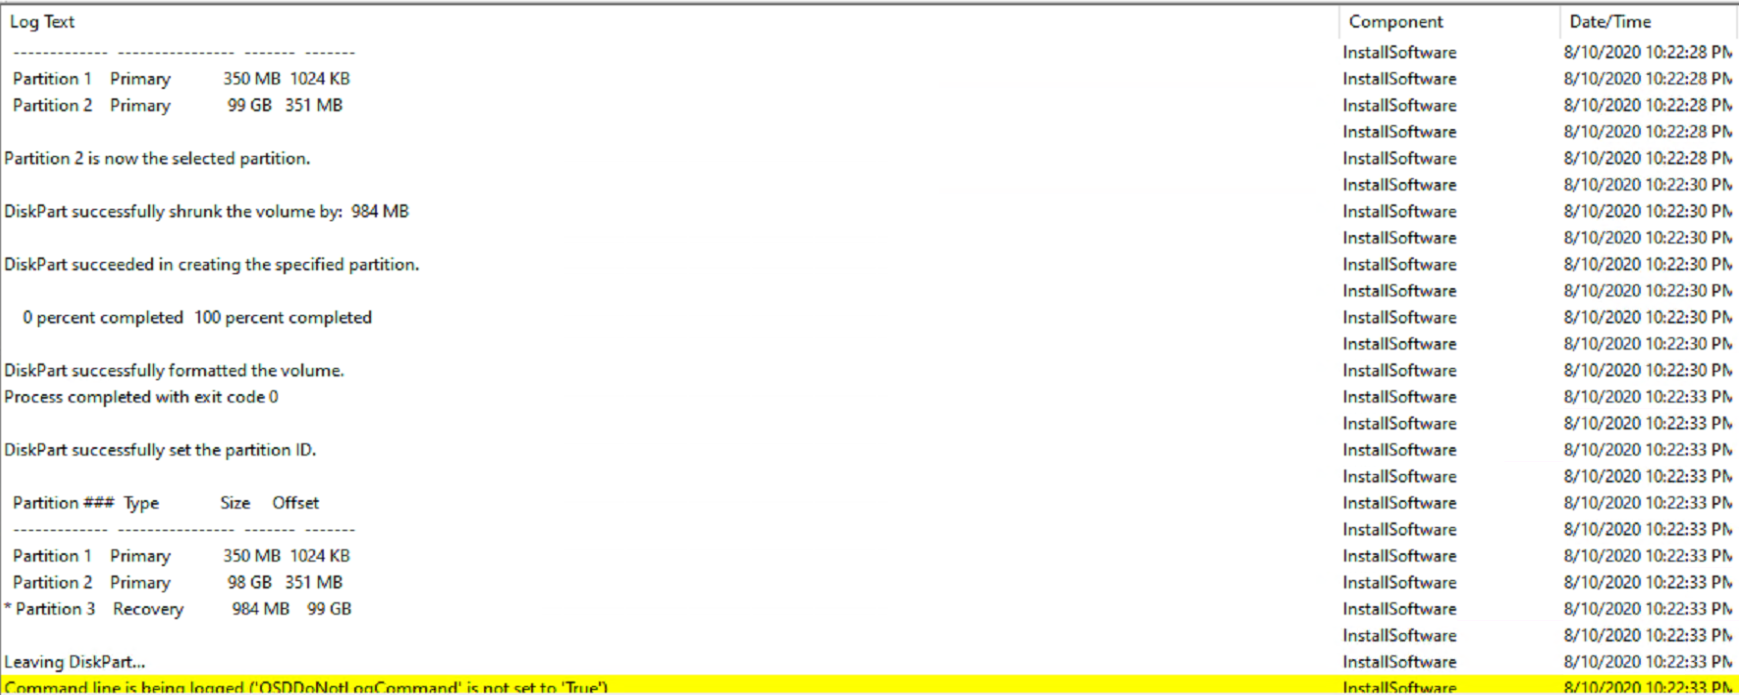 Log Text Component Date/Time
------------- ---------------- ------- ------- InstallSoftware 8/10/2020 10:22:28 PM
Partition 1 Primary 350 MB 1024 KB InstallSoftware 8/10/2020 10:22:28 PM
Partition 2 Primary 99 GB 351 MB InstallSoftware 8/10/2020 10:22:28 PM
InstallSoftware 8/10/2020 10:22:28 PM
Partition 2 is now the selected partition. InstallSoftware 8/10/2020 10:22:28 PM
InstallSoftware 8/10/2020 10:22:30 PM
DiskPart successfully shrunk the volume by: 984 MB InstallSoftware 8/10/2020 10:22:30 PM
InstallSoftware 8/10/2020 10:22:30 PM
DiskPart succeeded in creating the specified partition. InstallSoftware 8/10/2020 10:22:30 PM
InstallSoftware 8/10/2020 10:22:30 PM
0 percent completed 100 percent completed InstallSoftware 8/10/2020 10:22:30 PM
InstallSoftware 8/10/2020 10:22:30 PM
DiskPart successfully formatted the volume. InstallSoftware 8/10/2020 10:22:30 PM
Process completed with exit code 0 InstallSoftware 8/10/2020 10:22:33 PM
InstallSoftware 8/10/2020 10:22:33 PM
DiskPart successfully set the partition ID. InstallSoftware 8/10/2020 10:22:33 PM
InstallSoftware 8/10/2020 10:22:33 PM
Partition ### Type Size Offset InstallSoftware 8/10/2020 10:22:33 PM
------------- ---------------- ------- ------- InstallSoftware 8/10/2020 10:22:33 PM
Partition 1 Primary 350 MB 1024 KB InstallSoftware 8/10/2020 10:22:33 PM
Partition 2 Primary 98 GB 351 MB InstallSoftware 8/10/2020 10:22:33 PM
* Partition 3 Recovery 984 MB 99 GB InstallSoftware 8/10/2020 10:22:33 PM
InstallSoftware 8/10/2020 10:22:33 PM
Leaving DiskPart... InstallSoftware 8/10/2020 10:22:33 PM
Command line is being logged ('OSDDoNotLogCommand' is not set to 'True') InstallSoftware 8/10/2020 10:22:33 PM